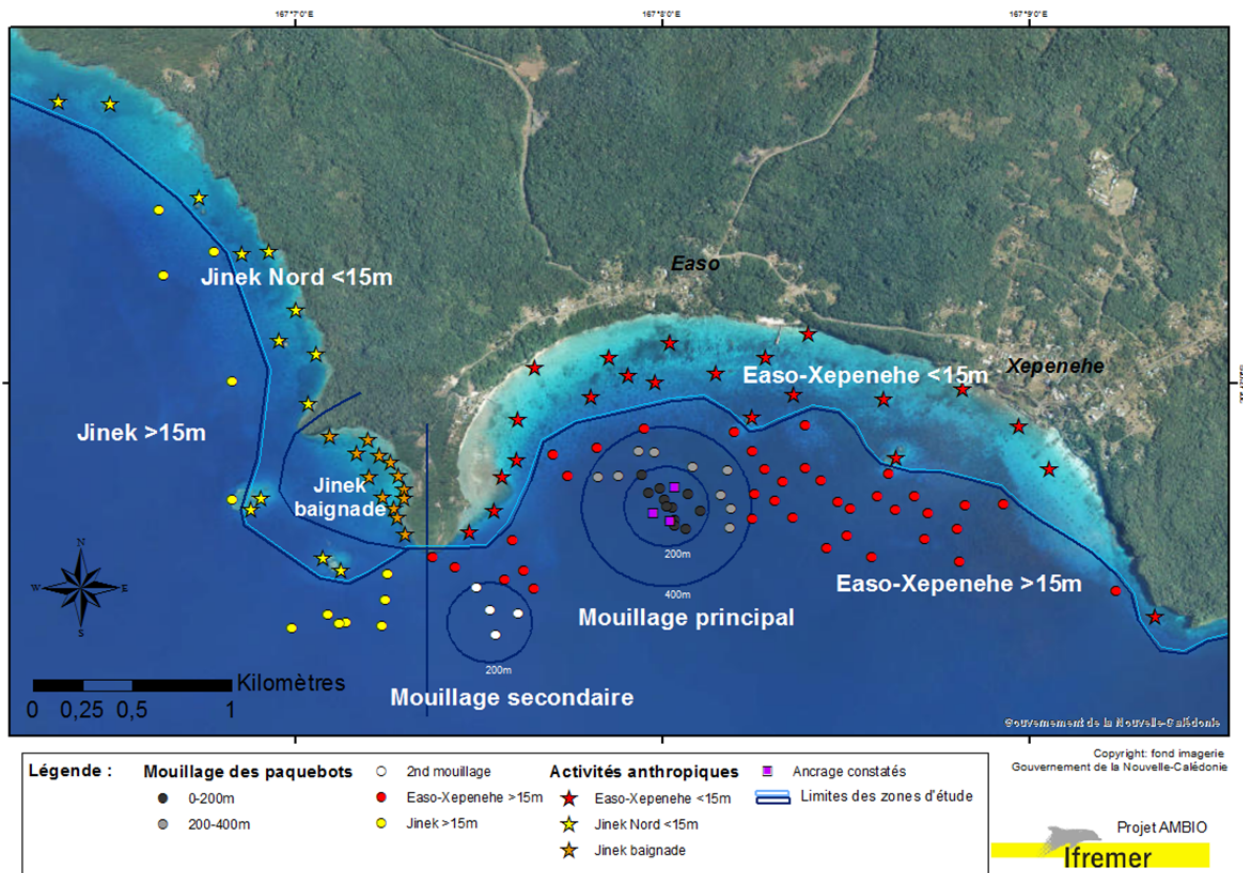 167°7'0"E 167°8'0"E 167°9'0"E
Jinek Nord <15m
Easo
Xepenehe
Easo-Xepenehe <15m
Jinek >15m
Jinek
baignade
200m
400m
Easo-Xepenehe >15m
Mouillage principal
N
W E
S
200m
Mouillage secondaire
Kilomètres
0 0,25 0,5 1
Gouvernement de la Nouvelle-Calédonie
Légende :
Mouillage des paquebots
0-200m
200-400m
2nd mouillage
Easo-Xepenehe >15m
Jinek >15m
Activités anthropiques
Easo-Xepenehe <15m
Jinek Nord <15m
Jinek baignade
Ancrage constatés
Limites des zones d'étude
Copyright: fond imagerie
Gouvernement de la Nouvelle-Calédonie
Projet AMBIO
Ifremer